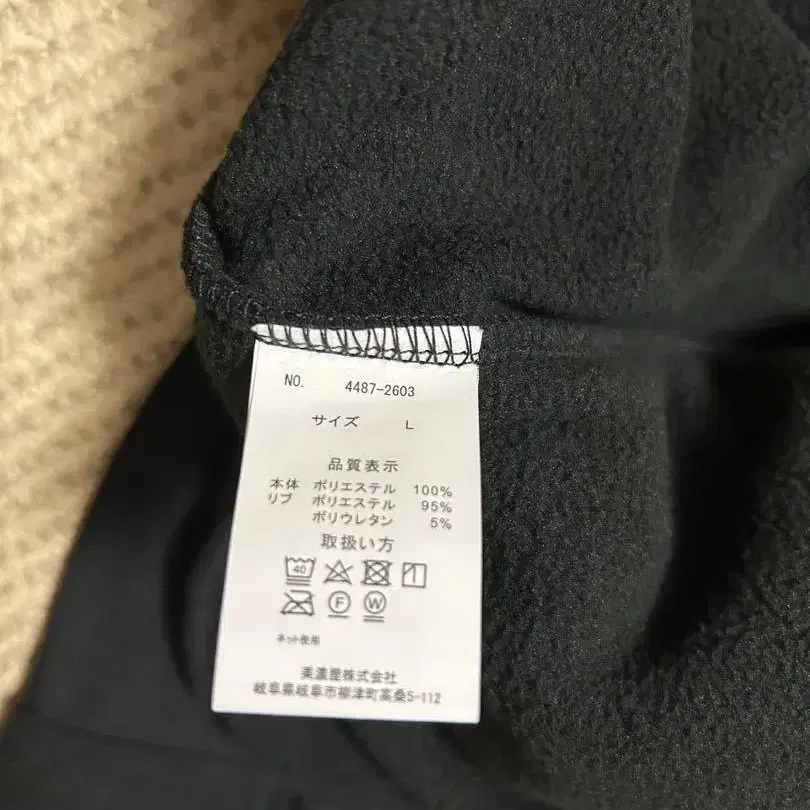 NO. 4487-2603
サイズ L
品質表示
本体 ポリエステル 100%
リブ ポリエステル 95%
ポリウレタン 5%
取扱い方
40
F W
ネット使用
美濃屋株式会社
岐阜県岐阜市柳津町高桑5-112